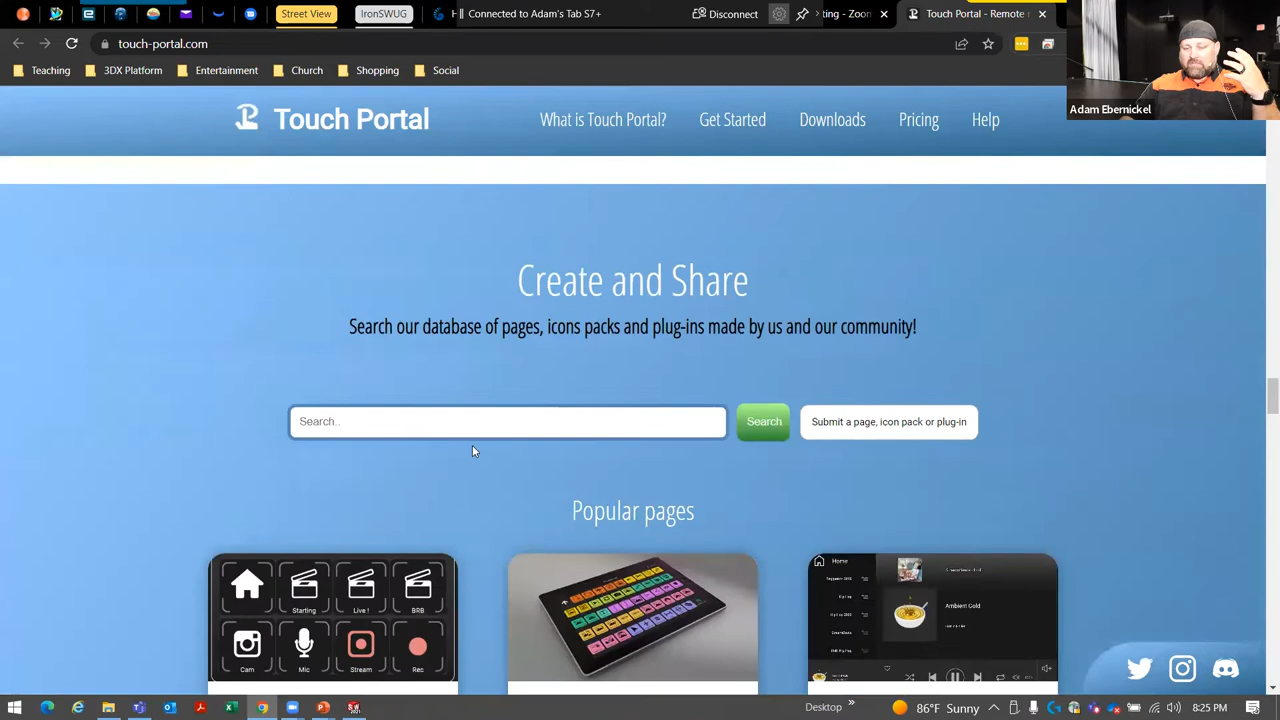 Street View
IronSWUG
Connected to Adam's Tab S7+
Disconnect
ting - Zoom
Touch Portal - Remote
touch-portal.com
Teaching
3DX Platform
Entertainment
Church
Shopping
Social
Adam Ebernickel
Touch Portal
What is Touch Portal?
Get Started
Downloads
Pricing
Help
Create and Share
Search our database of pages, icons packs and plug-ins made by us and our community!
Search..
Search
Submit a page, icon pack or plug-in
Popular pages
Starting
Live !
BRB
Cam
Mic
Stream
Rec
Home
Ambient Gold
Desktop
86°F Sunny
8:25 PM